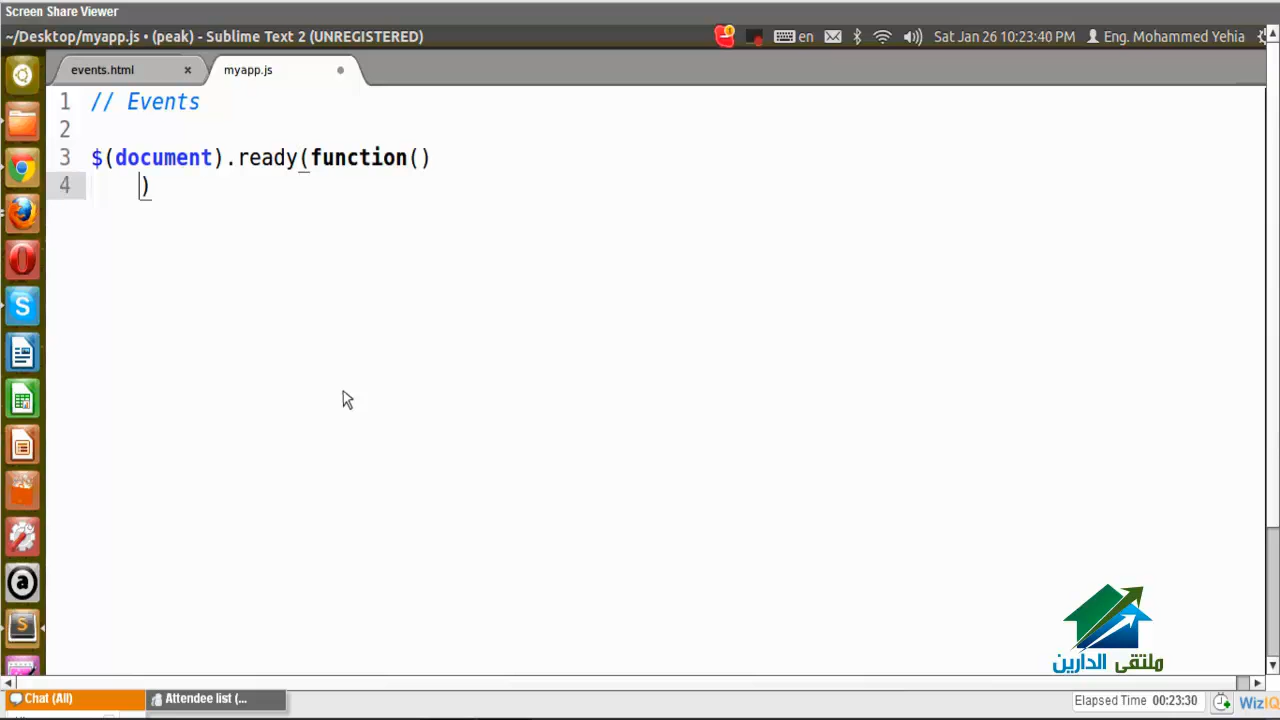 Screen Share Viewer
~/Desktop/myapp.js • (peak) - Sublime Text 2 (UNREGISTERED)
en
Sat Jan 26 10:23:40 PM
Eng. Mohammed Yehia
events.html
myapp.js
1 // Events
2
3 $(document).ready(function()
4 )
ملتقى الدارين
Chat (All)
Attendee list (...
Elapsed Time 00:23:30
WizIQ